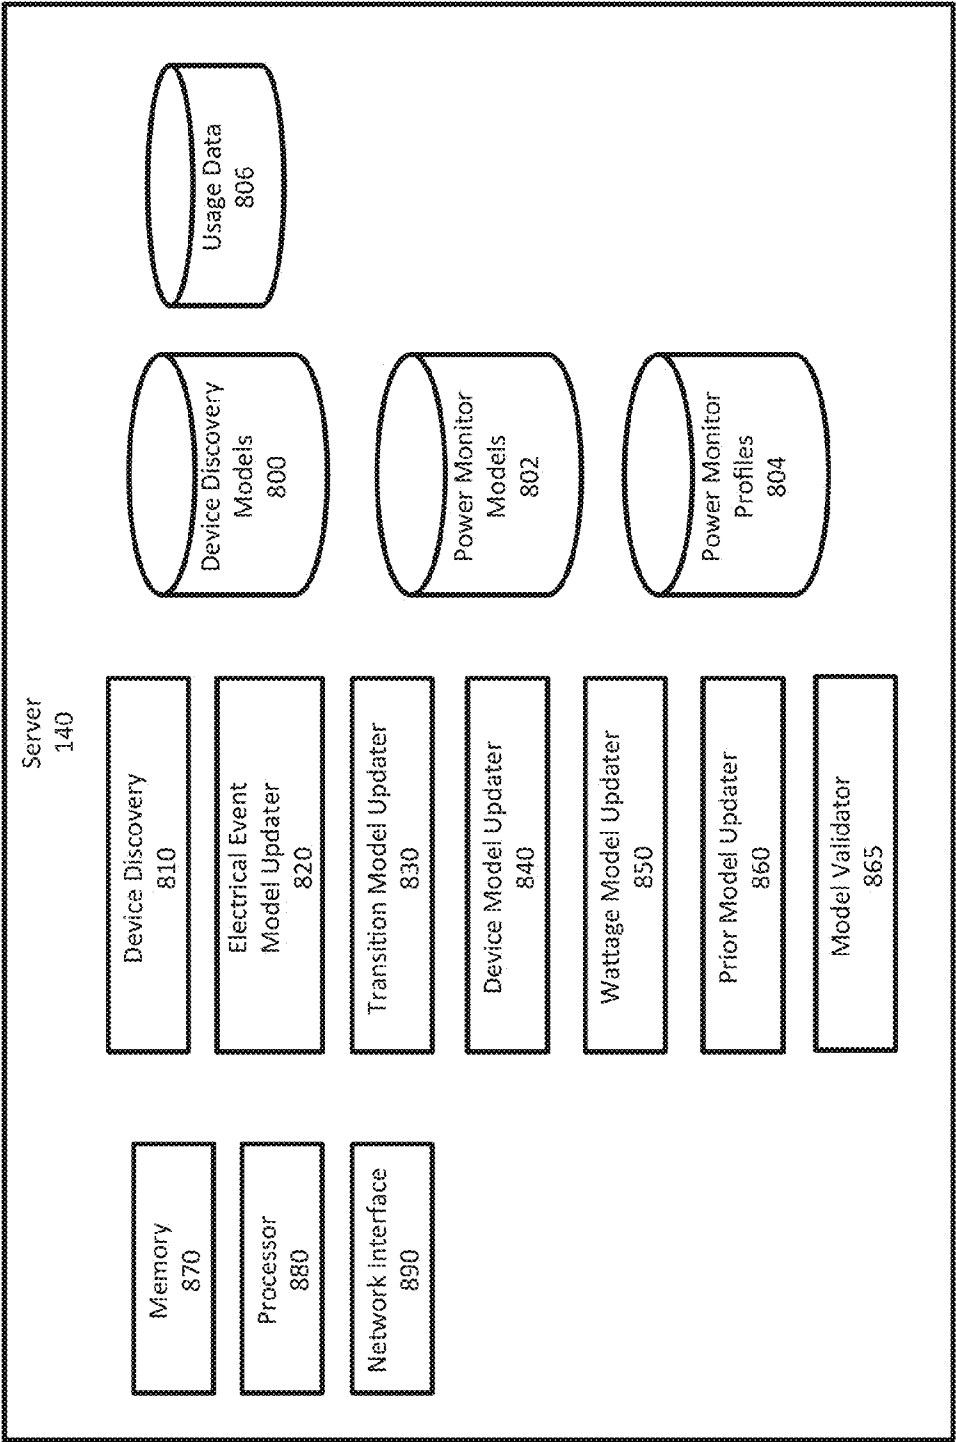 Server
140
Memory
870
Processor
880
Network Interface
890
Device Discovery
810
Electrical Event
Model Updater
820
Transition Model Updater
830
Device Model Updater
840
Wattage Model Updater
850
Prior Model Updater
860
Model Validator
865
Device Discovery
Models
800
Power Monitor
Models
802
Power Monitor
Profiles
804
Usage Data
806